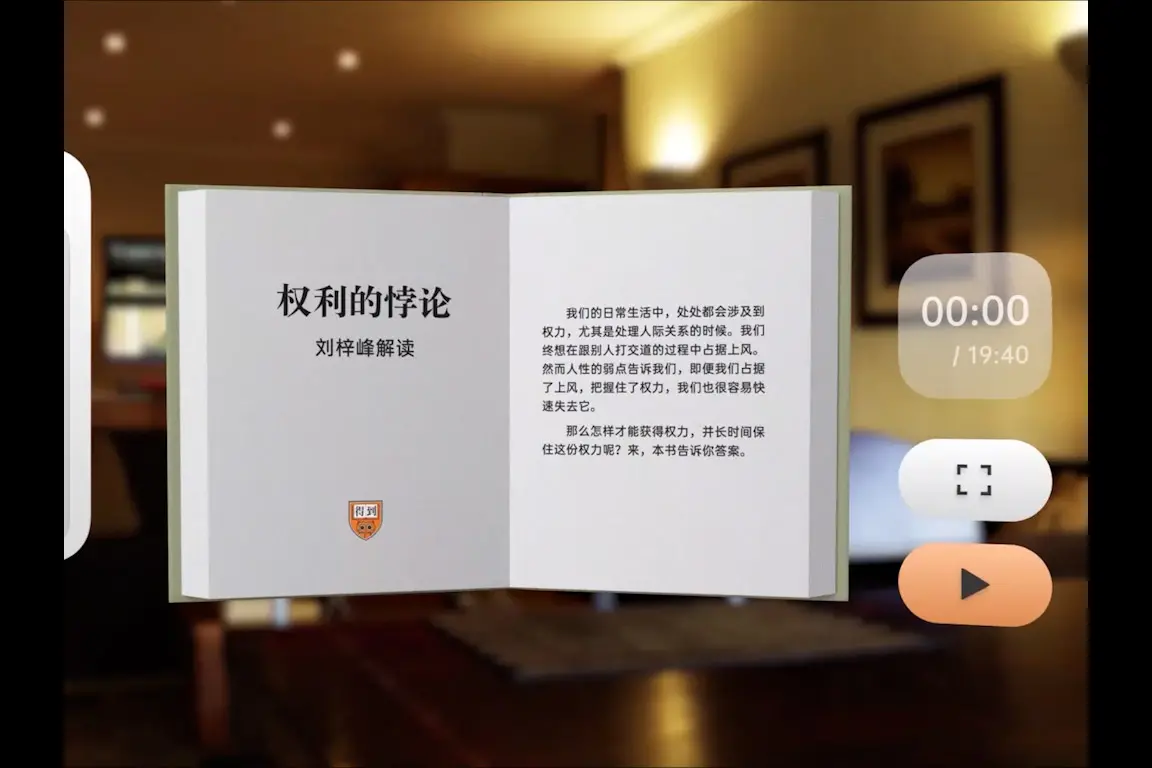 权利的悖论
刘梓峰解读
得到
我们的日常生活中，处处都会涉及到
权力，尤其是处理人际关系的时候。我们
终想在跟别人打交道的过程中占据上风。
然而人性的弱点告诉我们，即便我们占据
了上风，把握住了权力，我们也很容易快
速失去它。
那么怎样才能获得权力，并长时间保
住这份权力呢？来，本书告诉你答案。
00:00
/ 19:40